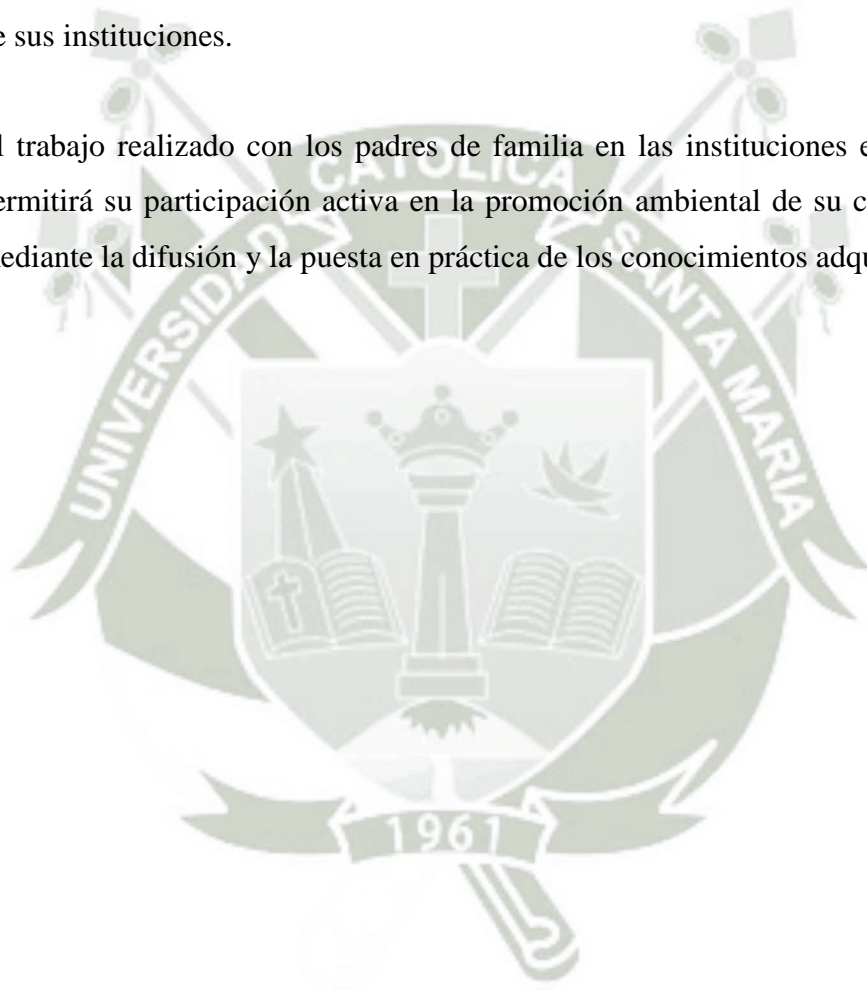 e sus instituciones.
l trabajo realizado con los padres de familia en las instituciones e
ermitirá su participación activa en la promoción ambiental de su c
ediante la difusión y la puesta en práctica de los conocimientos adqu
UNIVERSIDAD CATOLICA SANTA MARIA
1961